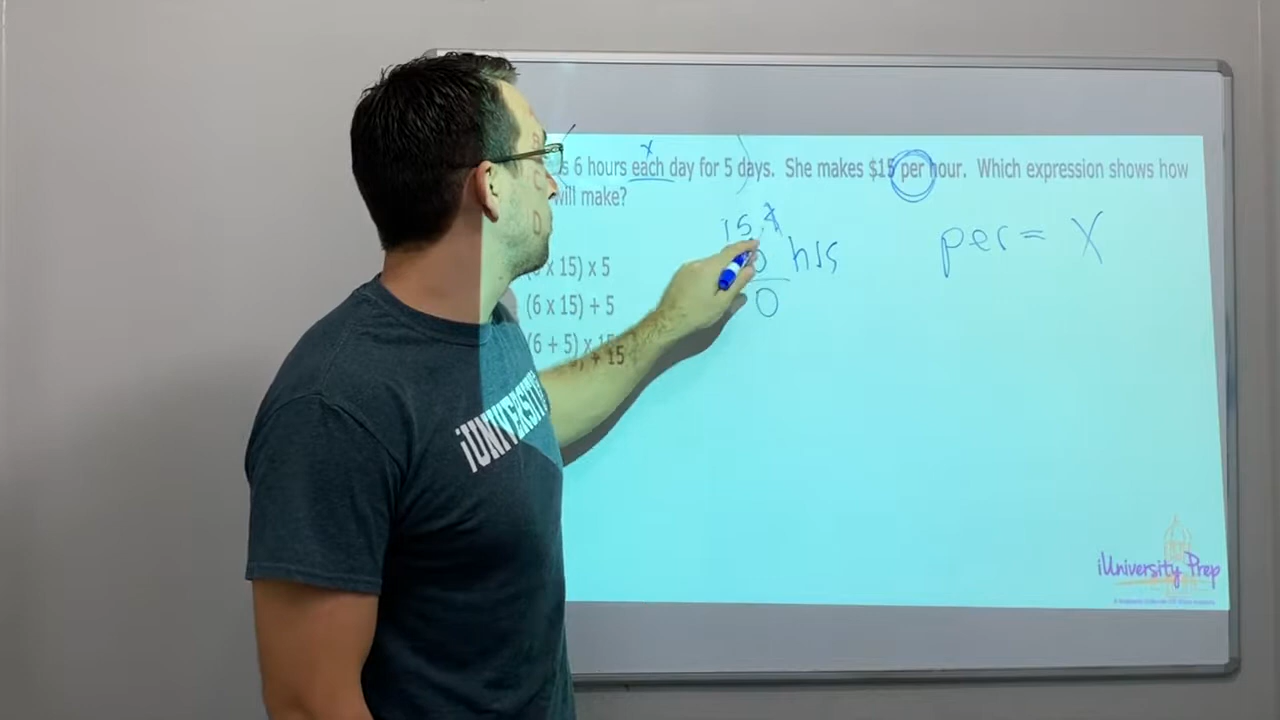 6 hours each day for 5 days. She makes $15 per hour. Which expression shows how
will make?
x
15
hrs
0
per = X
x 15) x 5
(6 x 15) + 5
(6 + 5) x 15
+ 15
B
C
D
iUNIVERSITY
iUniversity Prep